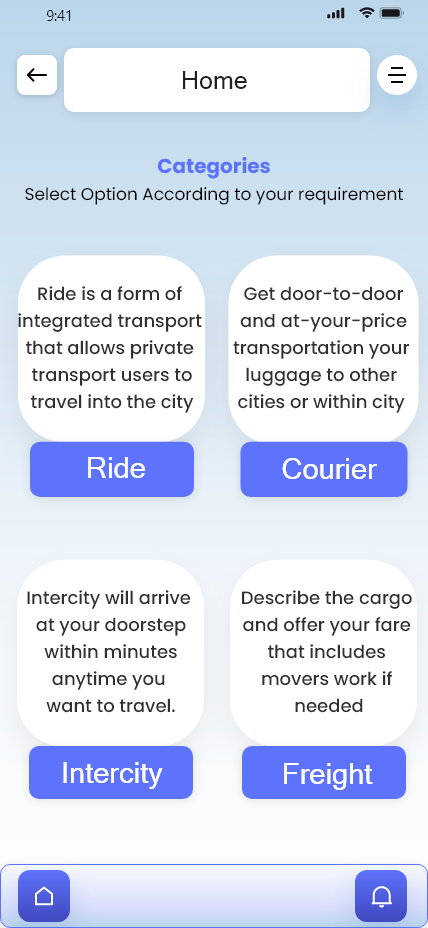 9:41
Home
Categories
Select Option According to your requirement
Ride is a form of
integrated transport
that allows private
transport users to
travel into the city
Ride
Get door-to-door
and at-your-price
transportation your
luggage to other
cities or within city
Courier
Intercity will arrive
at your doorstep
within minutes
anytime you
want to travel.
Intercity
Describe the cargo
and offer your fare
that includes
movers work if
needed
Freight